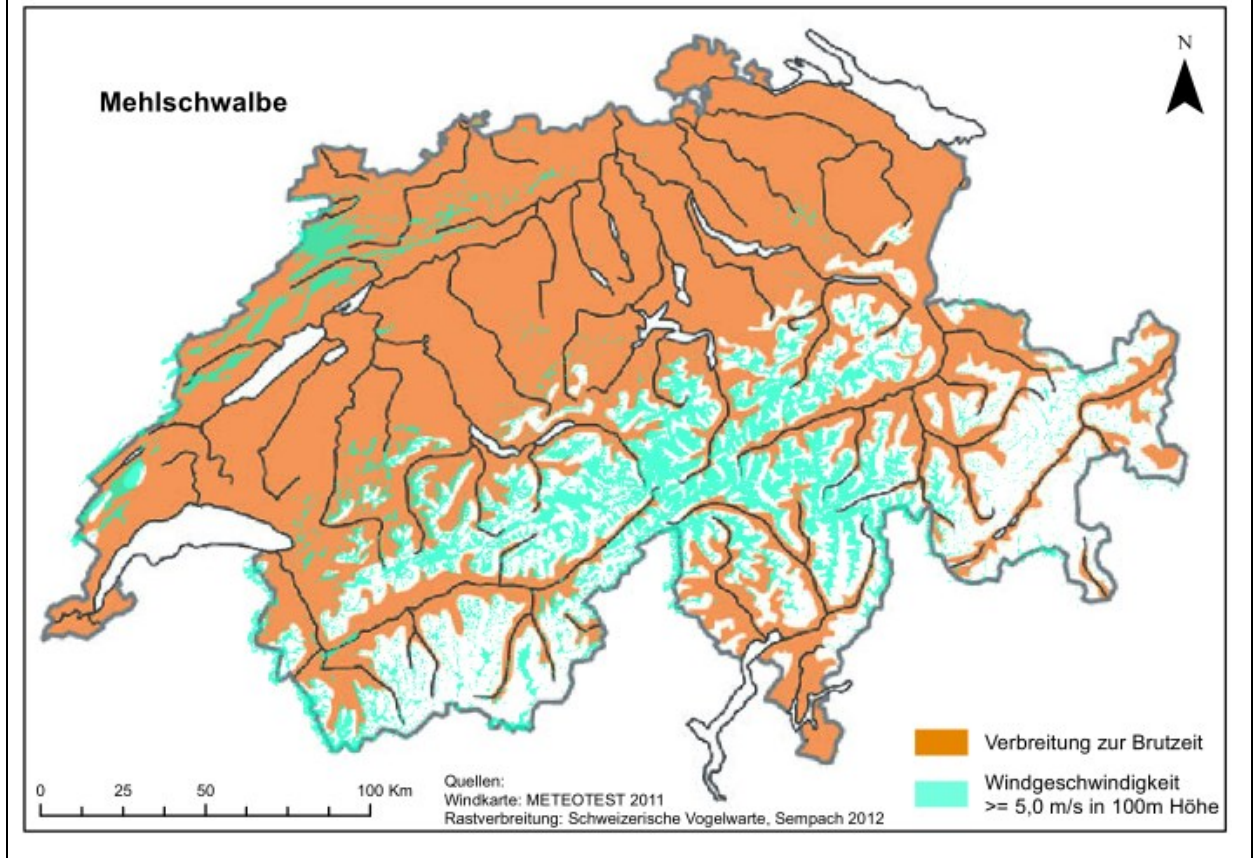 N
Mehlschwalbe
Verbreitung zur Brutzeit
Windgeschwindigkeit
>= 5,0 m/s in 100m Höhe
0 25 50 100 Km
Quellen:
Windkarte: METEOTEST 2011
Rastverbreitung: Schweizerische Vogelwarte, Sempach 2012